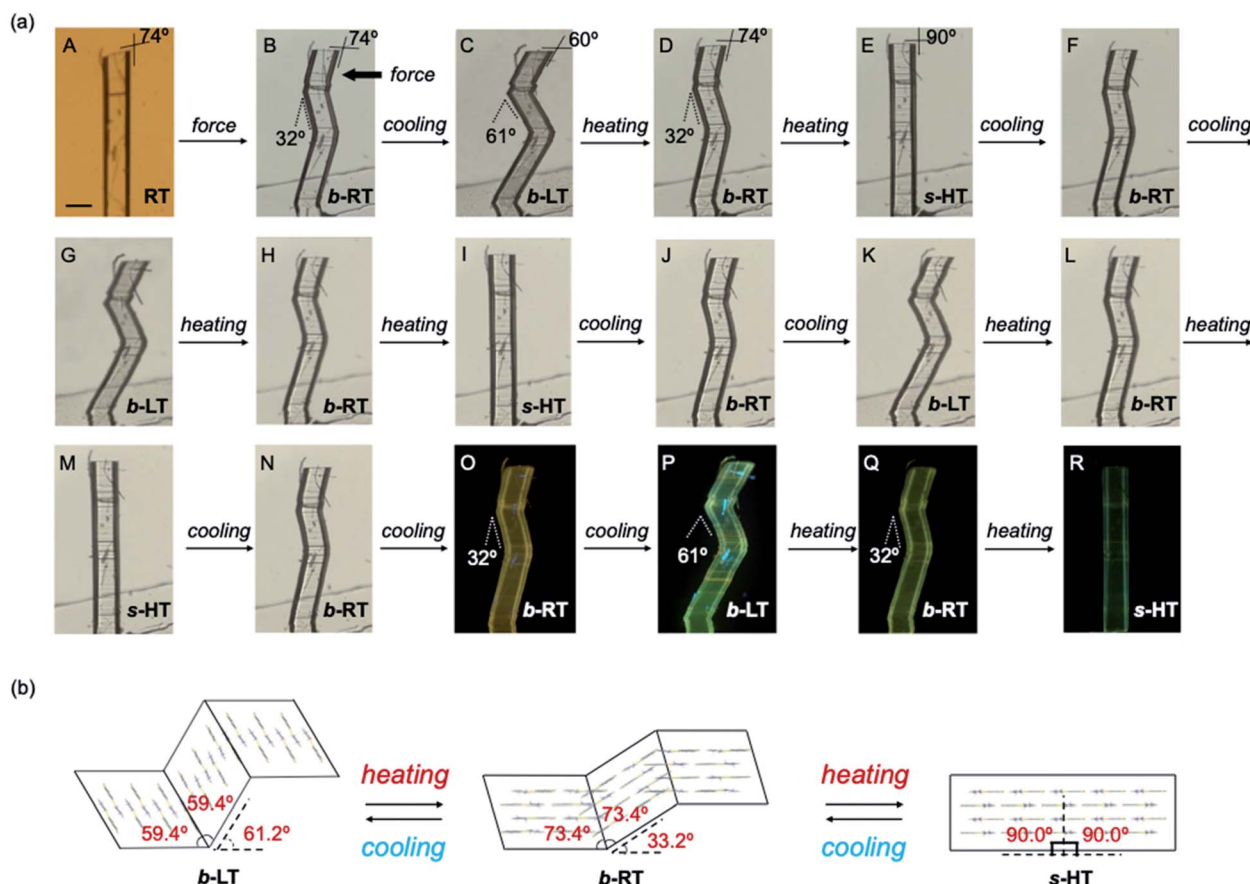 (a)
A 74º B 74º C 60º D 74º E 90º F
force
32º 61º 32º
force cooling heating heating cooling cooling
RT b-RT b-LT b-RT s-HT b-RT
G H I J K L
heating heating cooling cooling heating heating
b-LT b-RT s-HT b-RT b-LT b-RT
M N O P Q R
cooling cooling 32º cooling 61º heating 32º heating
s-HT b-RT b-RT b-LT b-RT s-HT
(b)
heating heating
59.4º 73.4º
59.4º 61.2º 73.4º 33.2º 90.0º 90.0º
cooling cooling
b-LT b-RT s-HT